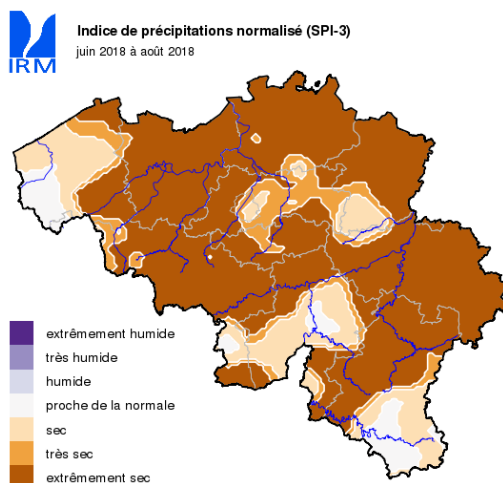 Indice de précipitations normalisé (SPI-3)
juin 2018 à août 2018
IRM
extrêmement humide
très humide
humide
proche de la normale
sec
très sec
extrêmement sec